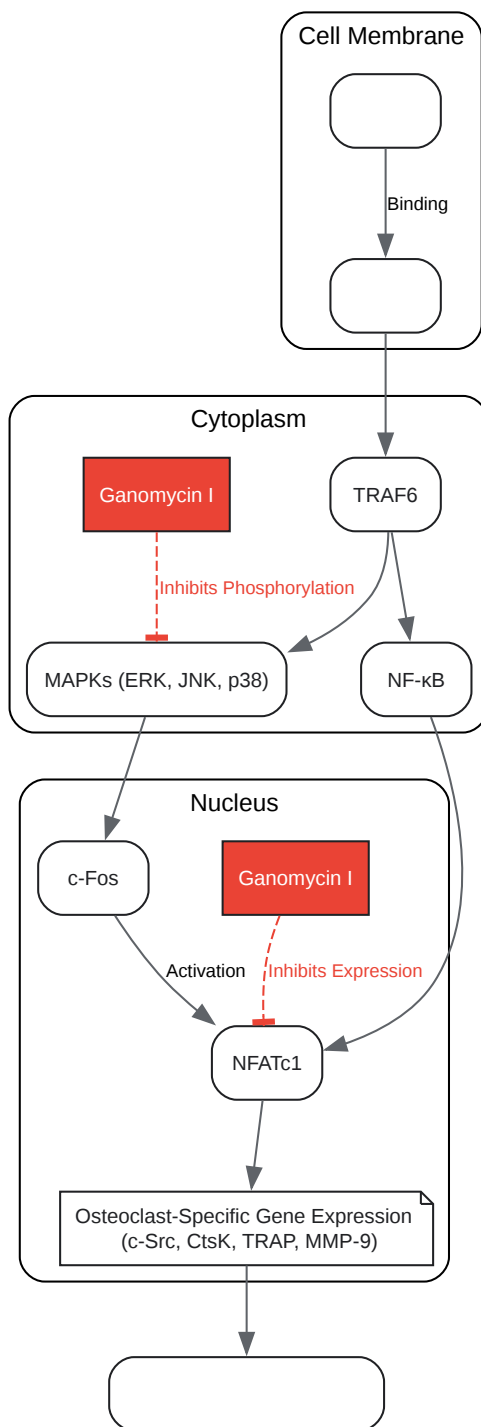 Cell Membrane
Binding
Cytoplasm
Ganomycin I
TRAF6
Inhibits Phosphorylation
MAPKs (ERK, JNK, p38)
NF-κB
Nucleus
c-Fos
Ganomycin I
Activation
Inhibits Expression
NFATc1
Osteoclast-Specific Gene Expression
(c-Src, CtsK, TRAP, MMP-9)